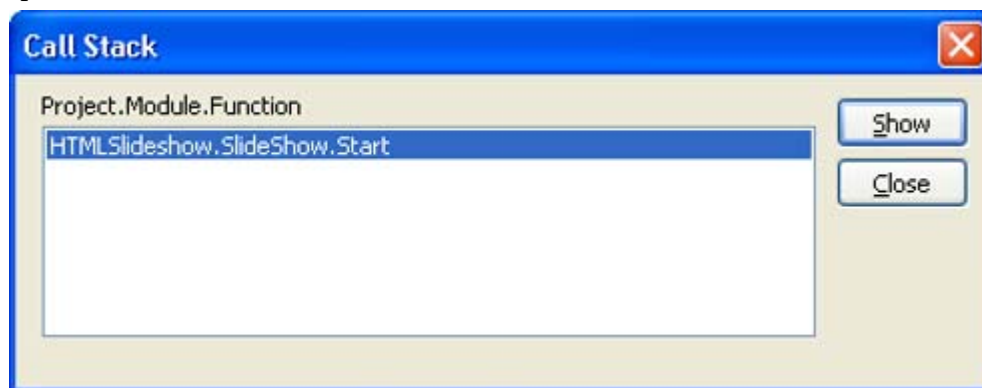 Call Stack
Project.Module.Function
Show
HTMLSlideshow.SlideShow.Start
Close